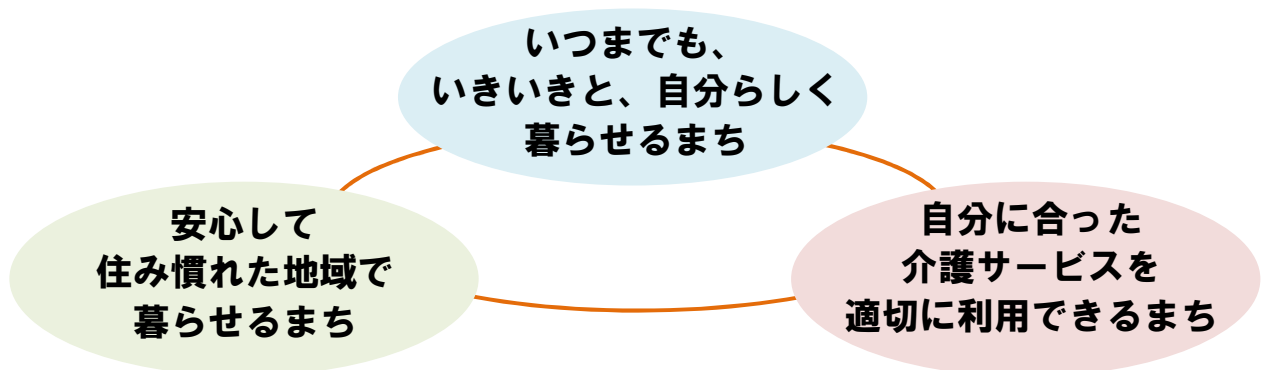 いつまでも、
いきいきと、自分らしく
暮らせるまち
安心して
住み慣れた地域で
暮らせるまち
自分に合った
介護サービスを
適切に利用できるまち